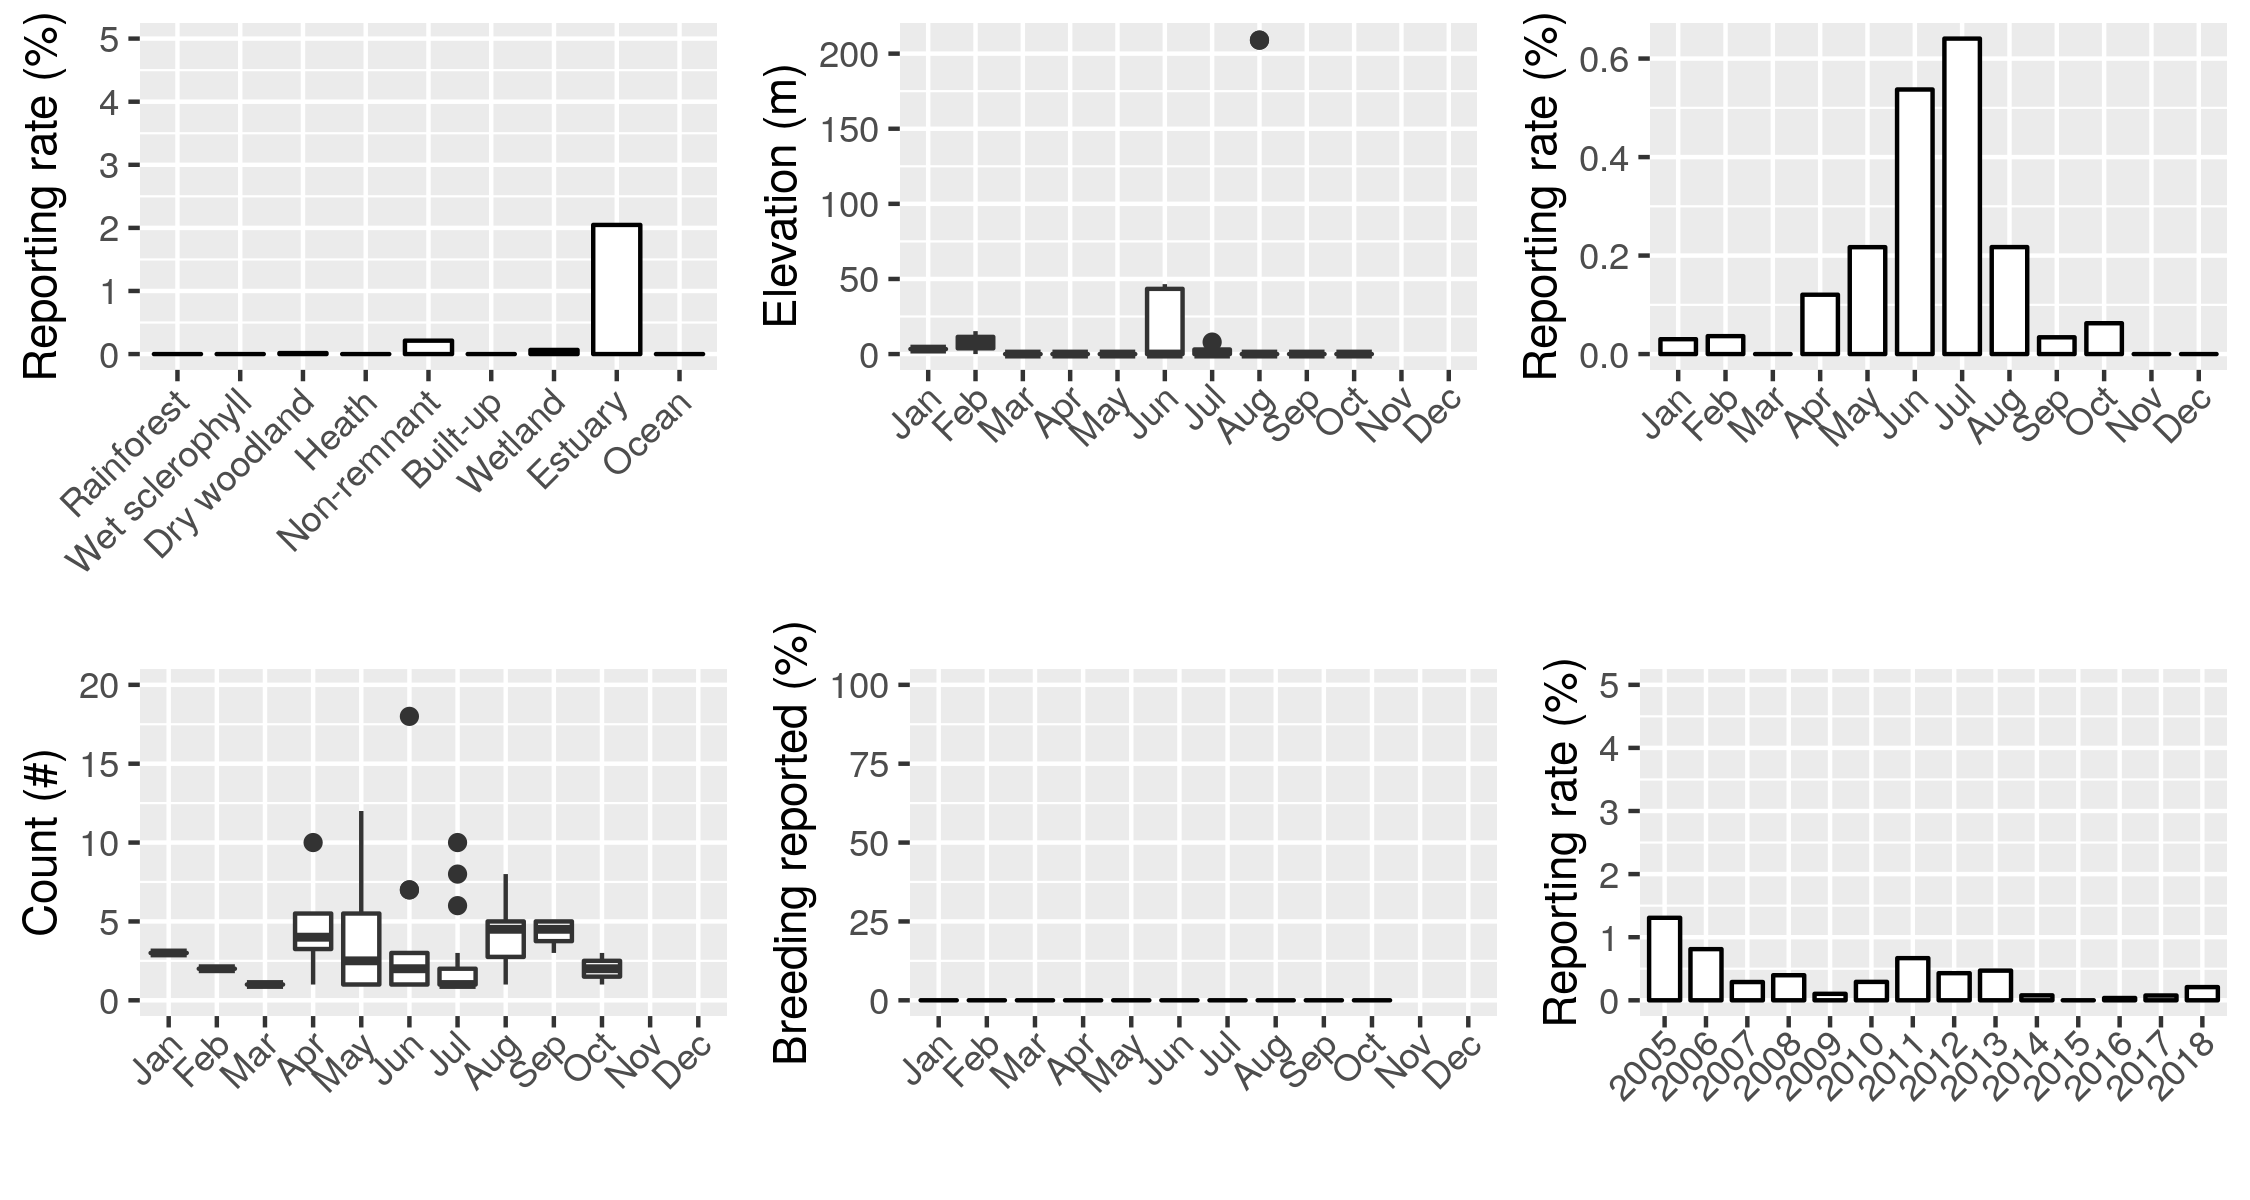 Reporting rate (%)
5
4
3
2
1
0
Rainforest
Wet sclerophyll
Dry woodland
Heath
Non-remnant
Built-up
Wetland
Estuary
Ocean
Elevation (m)
200
150
100
50
0
Jan
Feb
Mar
Apr
May
Jun
Jul
Aug
Sep
Oct
Nov
Dec
Reporting rate (%)
0.6
0.4
0.2
0.0
Jan
Feb
Mar
Apr
May
Jun
Jul
Aug
Sep
Oct
Nov
Dec
Count (#)
20
15
10
5
0
Jan
Feb
Mar
Apr
May
Jun
Jul
Aug
Sep
Oct
Nov
Dec
Breeding reported (%)
100
75
50
25
0
Jan
Feb
Mar
Apr
May
Jun
Jul
Aug
Sep
Oct
Nov
Dec
Reporting rate (%)
5
4
3
2
1
0
2005
2006
2007
2008
2009
2010
2011
2012
2013
2014
2015
2016
2017
2018